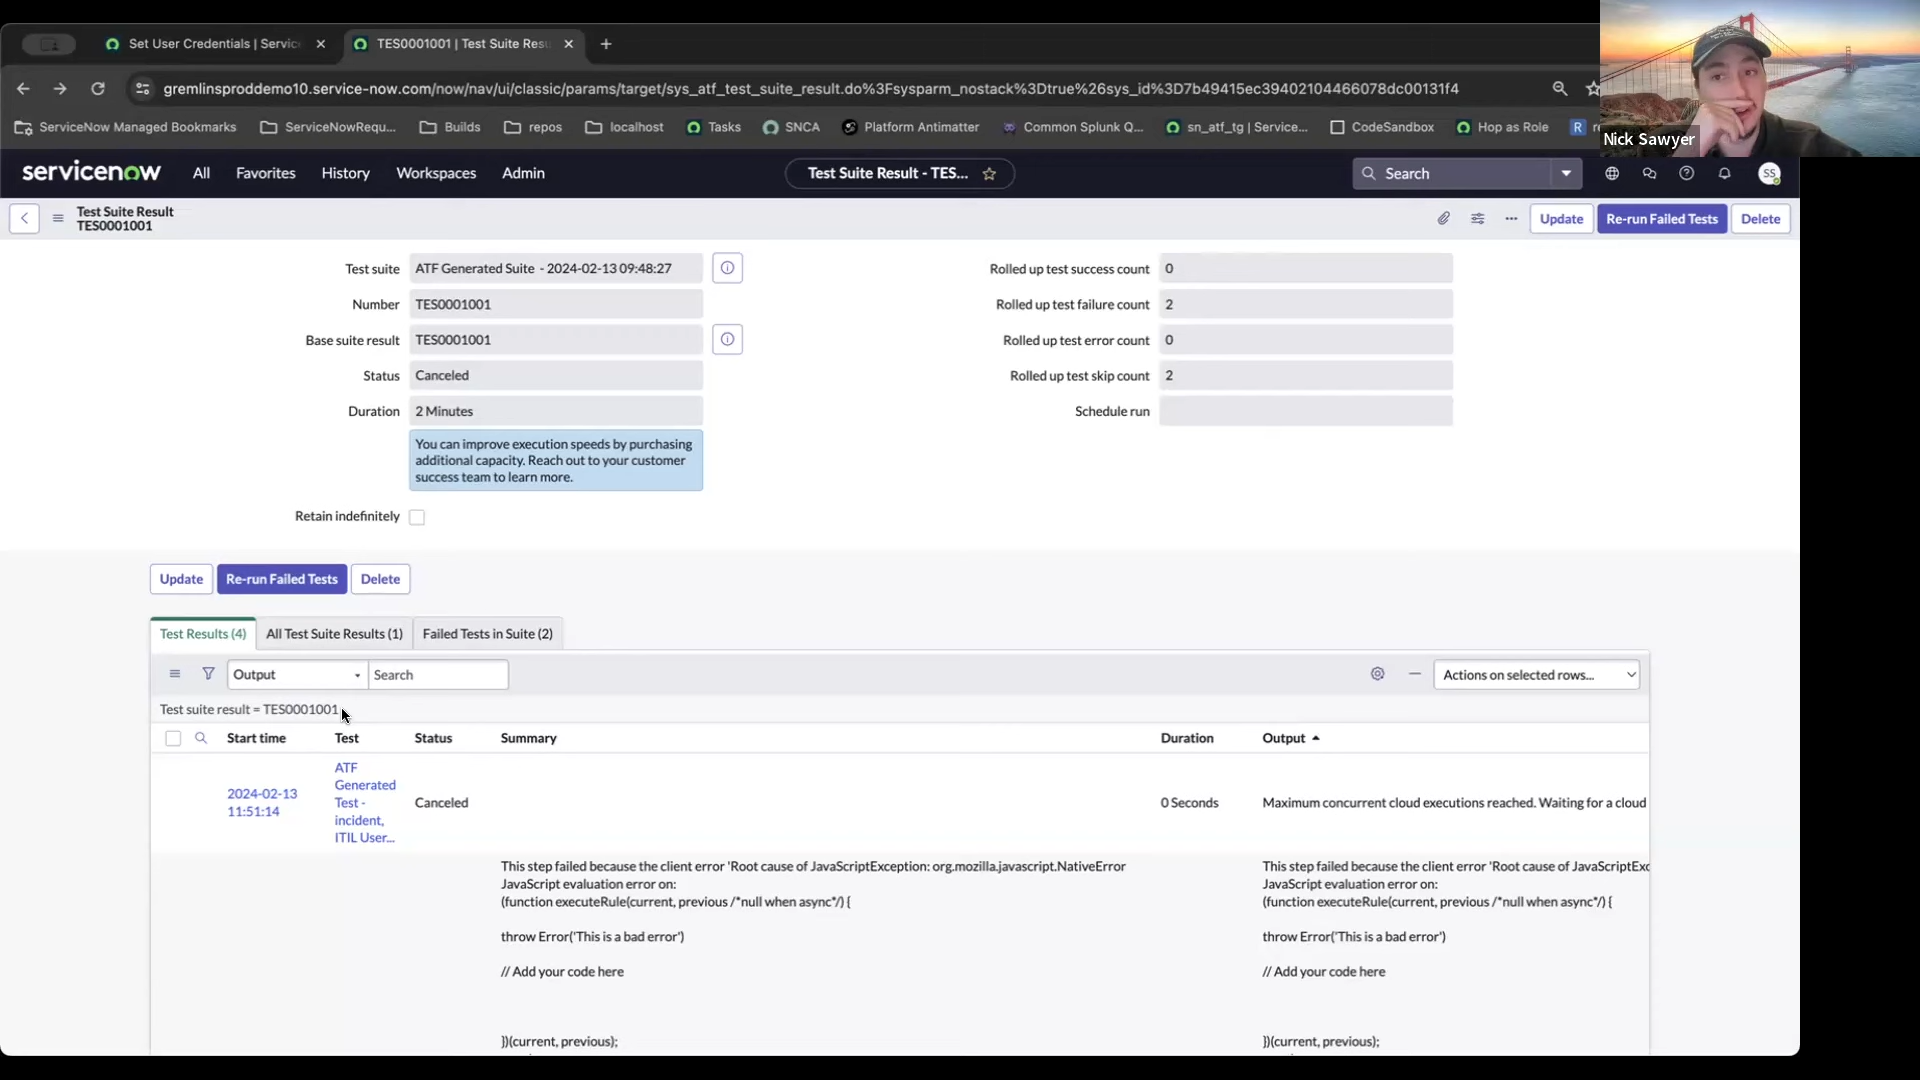 Set User Credentials | Servic
TES0001001 | Test Suite Resu
gremlinsproddemo10.service-now.com/now/nav/ui/classic/params/target/sys_atf_test_suite_result.do%3Fsysparm_nostack%3Dtrue%26sys_id%3D7b49415ec39402104466078dc00131f4
ServiceNow Managed Bookmarks
ServiceNowRequ...
Builds
repos
localhost
Tasks
SNCA
Platform Antimatter
Common Splunk Q...
sn_atf_tg | Service...
CodeSandbox
Hop as Role
R
Nick Sawyer
servicenow
All
Favorites
History
Workspaces
Admin
Test Suite Result - TES...
Search
SS
Test Suite Result
TES0001001
Update
Re-run Failed Tests
Delete
Test suite
ATF Generated Suite - 2024-02-13 09:48:27
Number
TES0001001
Base suite result
TES0001001
Status
Canceled
Duration
2 Minutes
You can improve execution speeds by purchasing
additional capacity. Reach out to your customer
success team to learn more.
Retain indefinitely
Rolled up test success count
0
Rolled up test failure count
2
Rolled up test error count
0
Rolled up test skip count
2
Schedule run
Update
Re-run Failed Tests
Delete
Test Results (4)
All Test Suite Results (1)
Failed Tests in Suite (2)
Output
Search
Actions on selected rows...
Test suite result = TES0001001
Start time
Test
Status
Summary
Duration
Output
2024-02-13
11:51:14
ATF
Generated
Test -
incident,
ITIL User...
Canceled
0 Seconds
Maximum concurrent cloud executions reached. Waiting for a cloud
This step failed because the client error 'Root cause of JavaScriptException: org.mozilla.javascript.NativeError
JavaScript evaluation error on:
(function executeRule(current, previous /*null when async*/) {
throw Error('This is a bad error')
// Add your code here
})(current, previous);
This step failed because the client error 'Root cause of JavaScriptExc
JavaScript evaluation error on:
(function executeRule(current, previous /*null when async*/) {
throw Error('This is a bad error')
// Add your code here
})(current, previous);